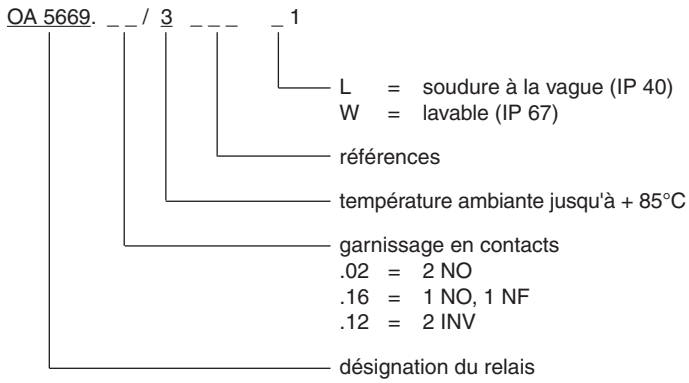 OA 5669. _ _ / 3 _ _ _ _ 1
L = soudure à la vague (IP 40)
W = lavable (IP 67)
références
température ambiante jusqu'à + 85°C
garnissage en contacts
.02 = 2 NO
.16 = 1 NO, 1 NF
.12 = 2 INV
désignation du relais